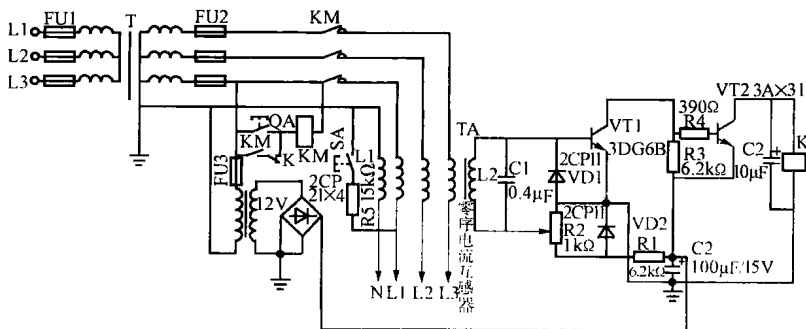 FU1
T
FU2
KM
L1
L2
L3
QA
KM
K
KM
SA
L1
FU3
12V
2CP
21×4
R5 15kΩ
N
L1
L2
L3
TA
L2
零序电流互感器
C1
0.4μF
2CP11
VD1
VT1
3DG6B
2CP11
R2
1kΩ
VD2
R1
6.2kΩ
390Ω
R4
R3
6.2kΩ
VT2 3A×31
C2
10μF
K
C2
100μF/15V